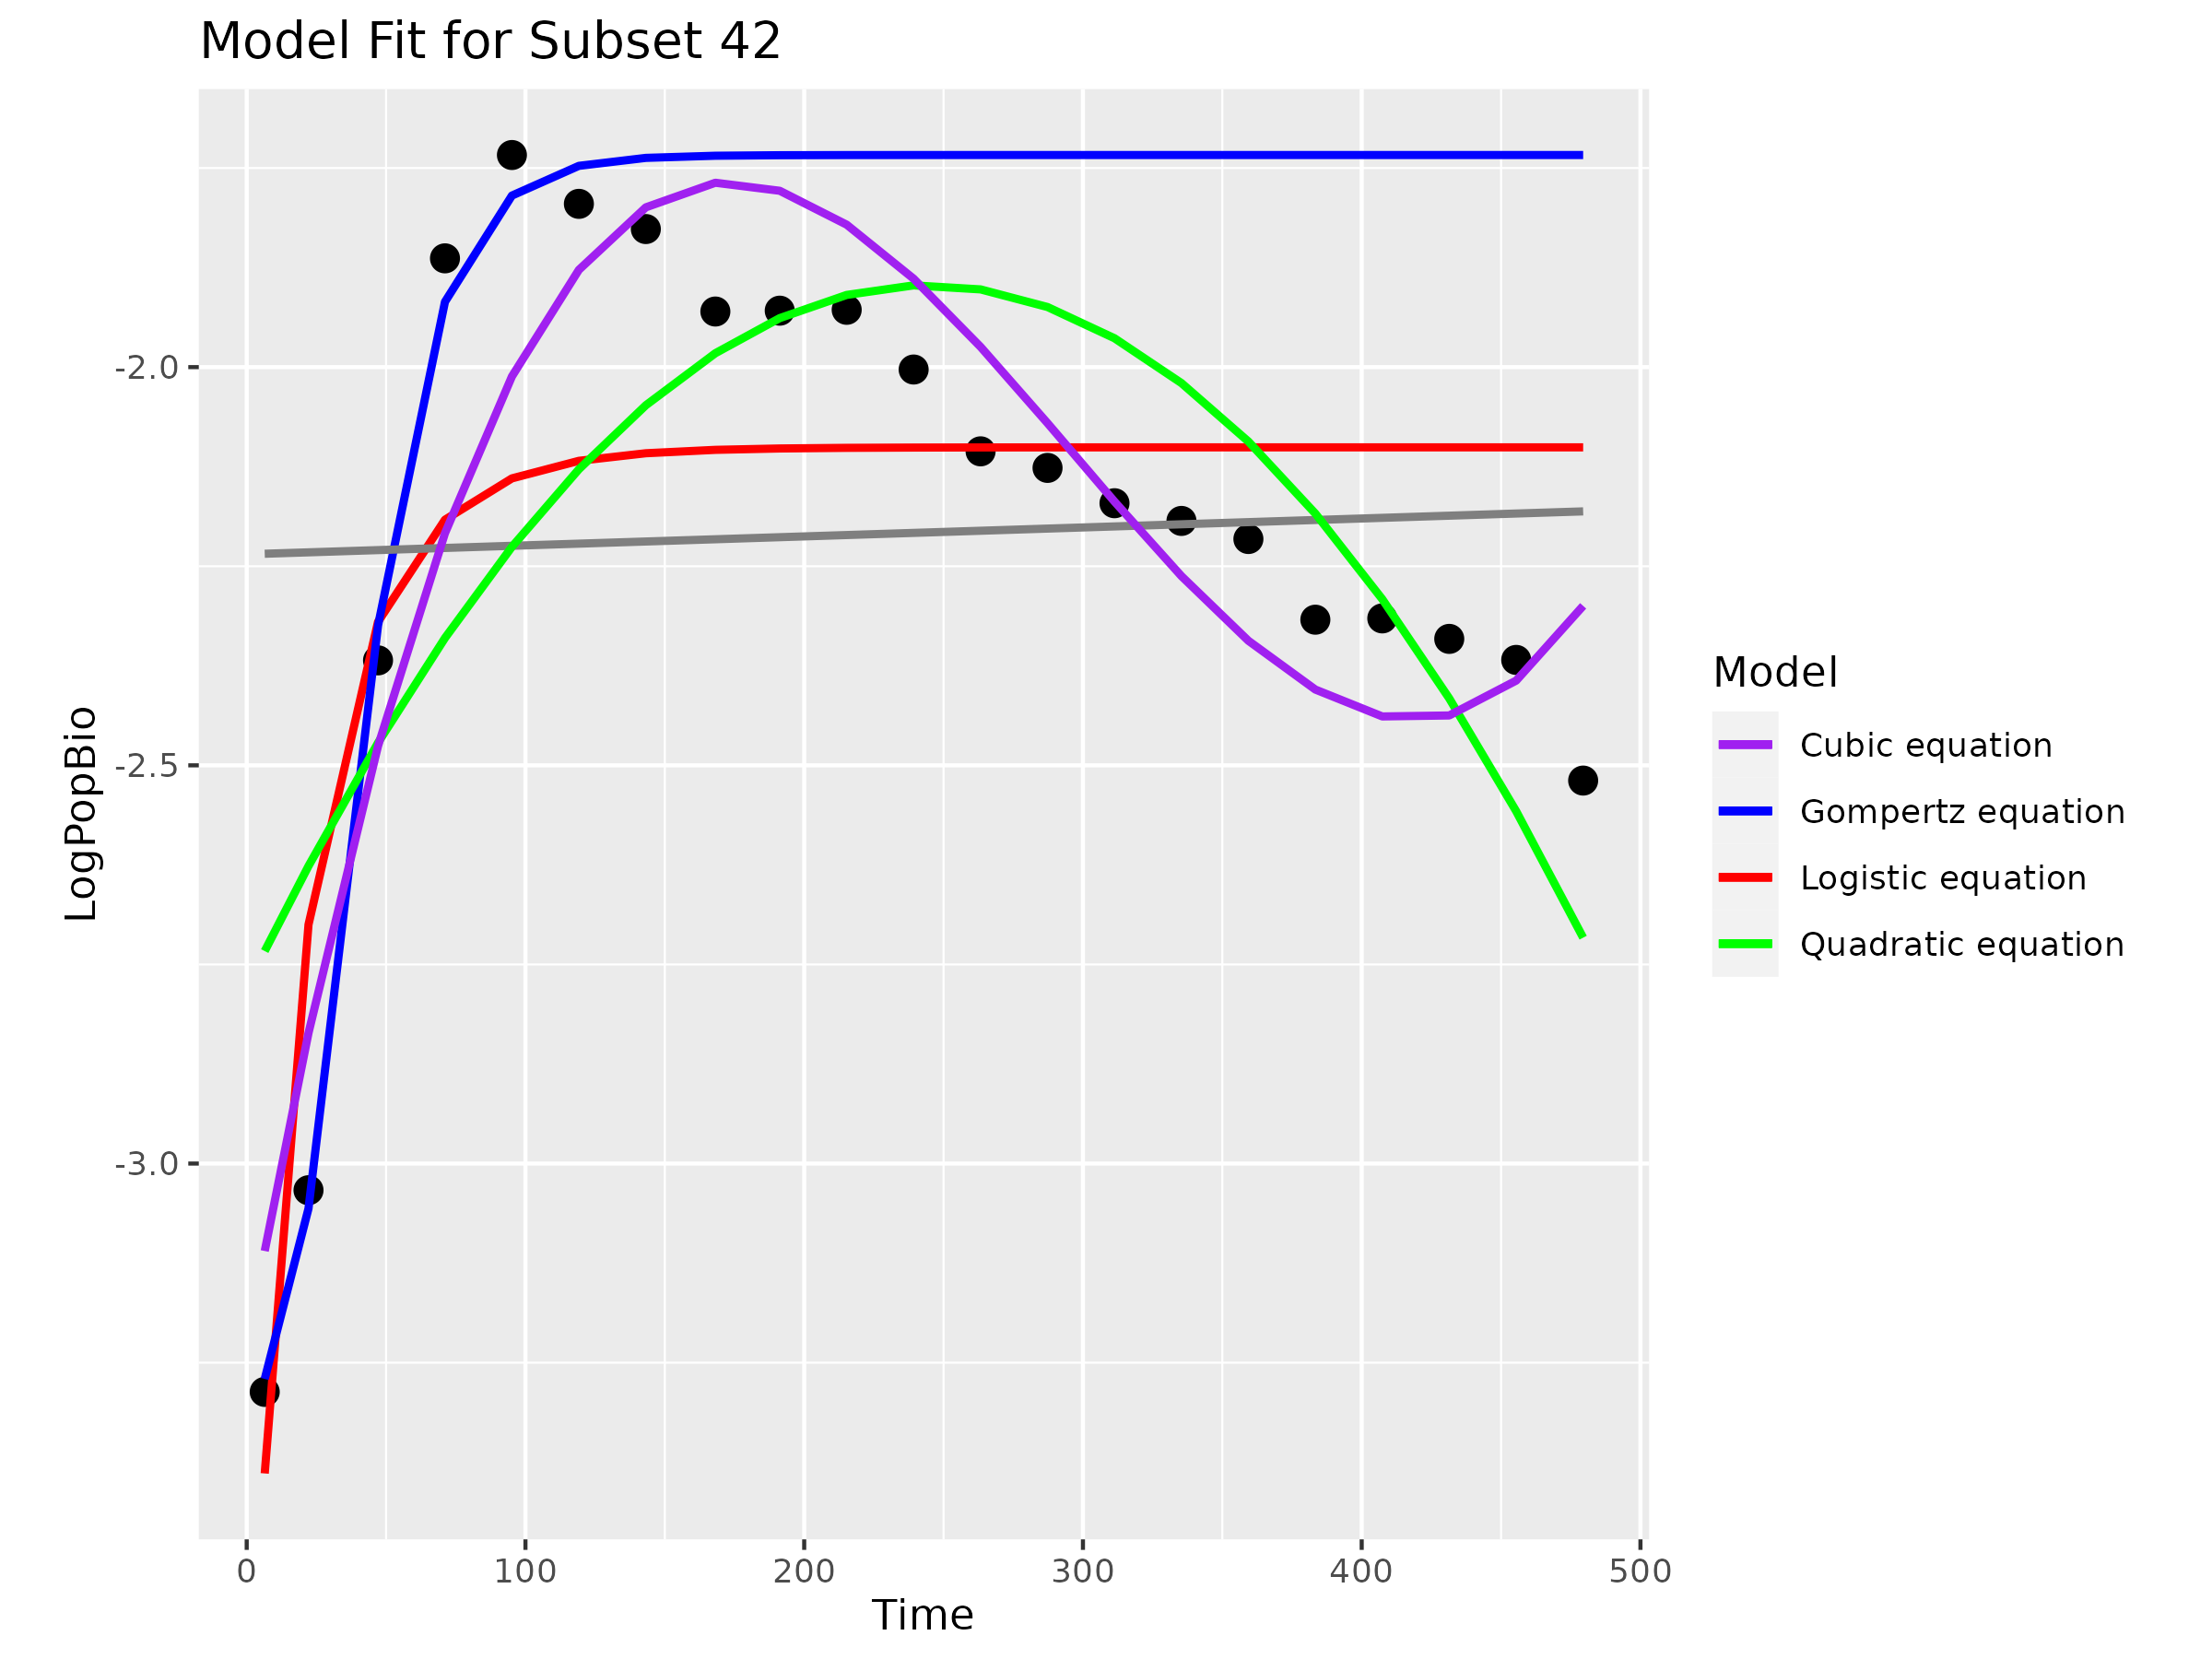 Model Fit for Subset 42
LogPopBio
-2.0
-2.5
-3.0
0 100 200 300 400 500
Time
Model
Cubic equation
Gompertz equation
Logistic equation
Quadratic equation